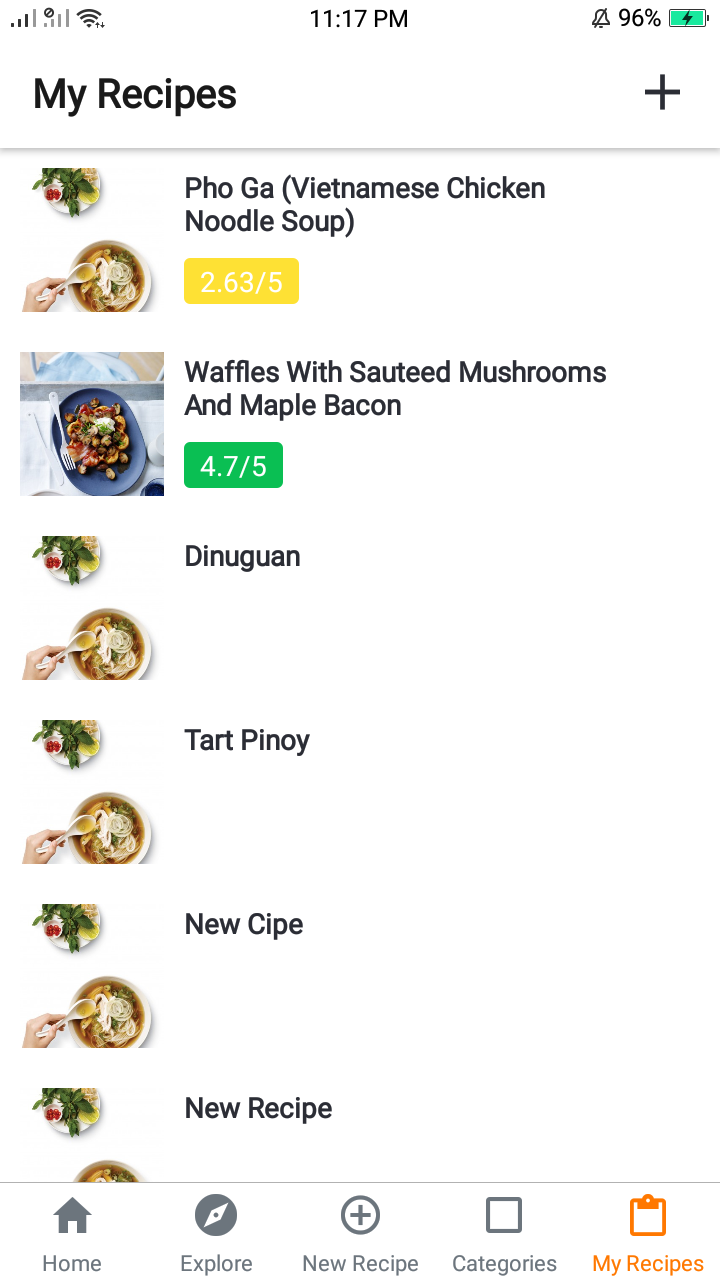 11:17 PM
96%
My Recipes
Pho Ga (Vietnamese Chicken
Noodle Soup)
2.63/5
Waffles With Sauteed Mushrooms
And Maple Bacon
4.7/5
Dinuguan
Tart Pinoy
New Cipe
New Recipe
Home
Explore
New Recipe
Categories
My Recipes